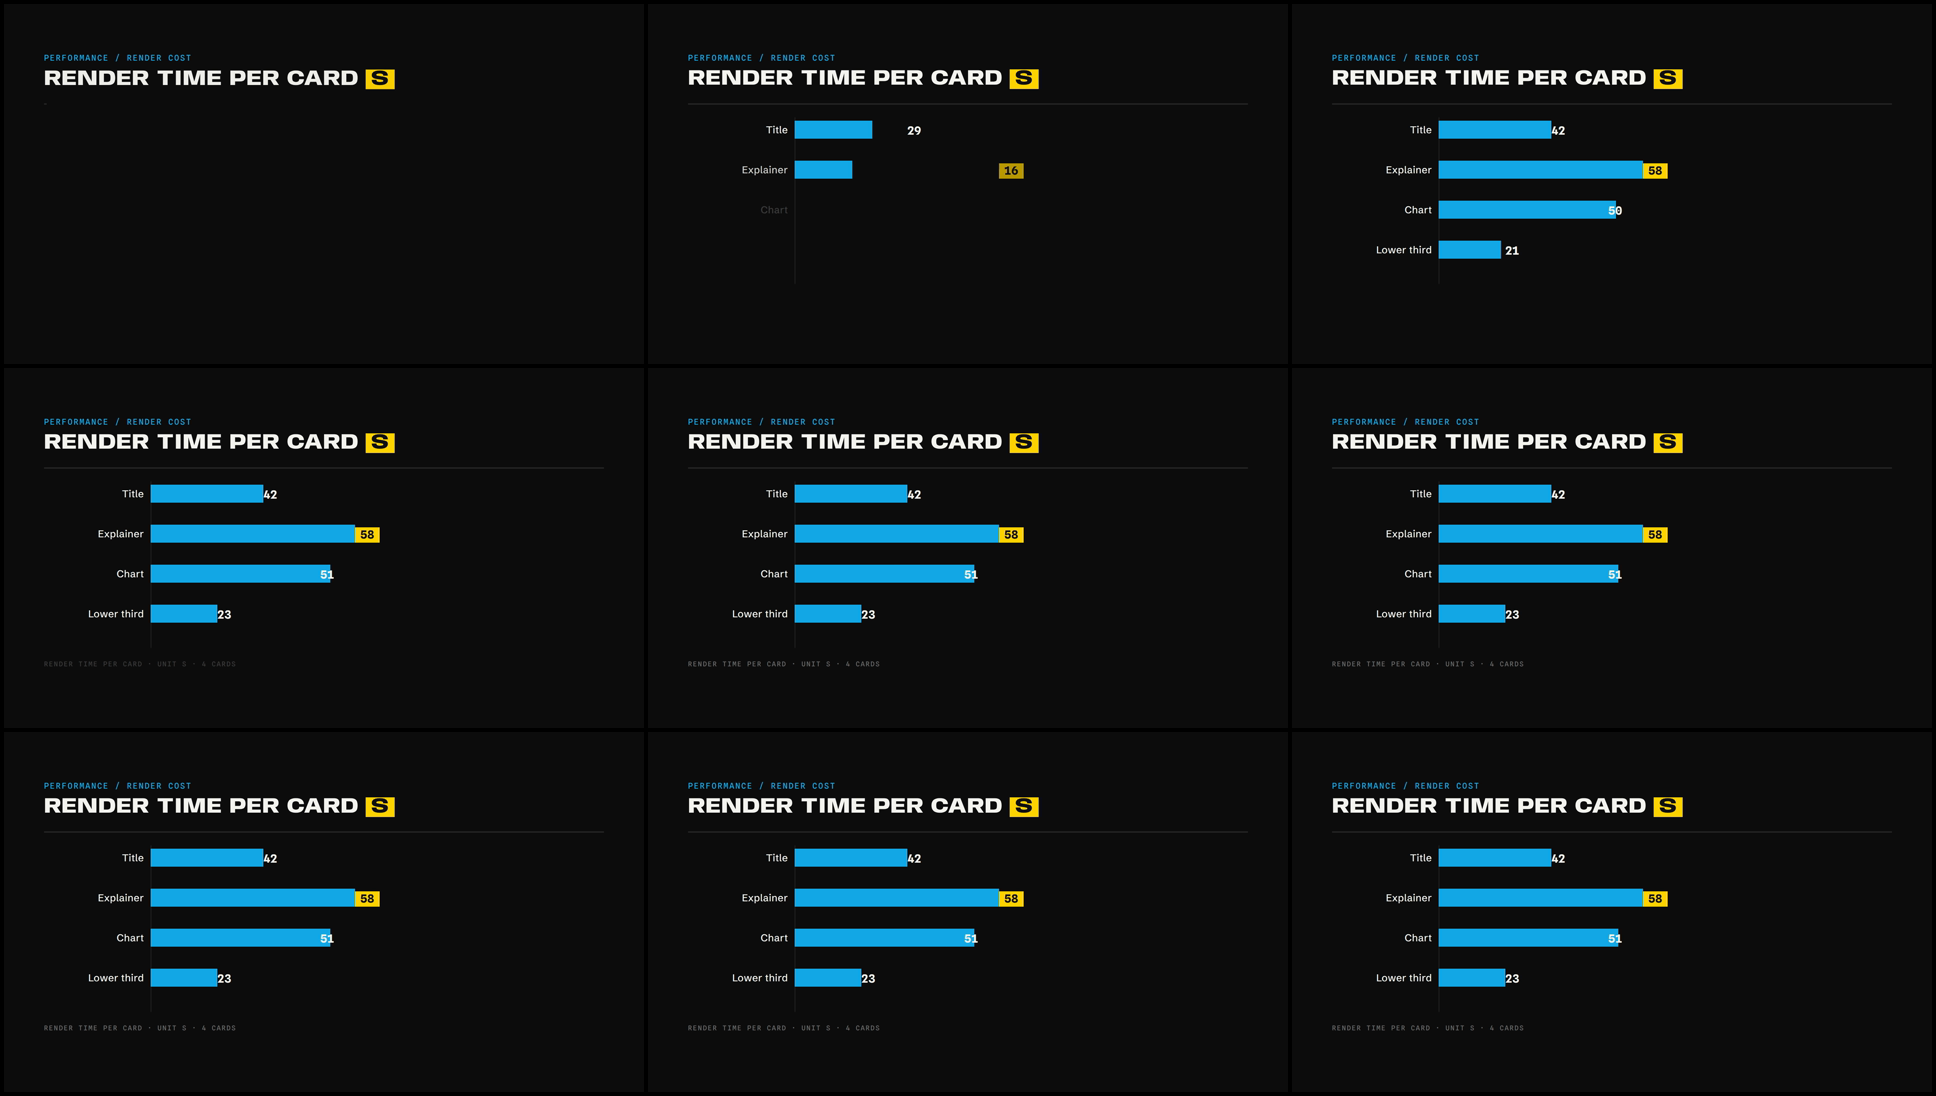 PERFORMANCE / RENDER COST
RENDER TIME PER CARD S
PERFORMANCE / RENDER COST
RENDER TIME PER CARD S
Title 29
Explainer 16
Chart
PERFORMANCE / RENDER COST
RENDER TIME PER CARD S
Title 42
Explainer 58
Chart 50
Lower third 21
PERFORMANCE / RENDER COST
RENDER TIME PER CARD S
Title 42
Explainer 58
Chart 51
Lower third 23
RENDER TIME PER CARD · UNIT S · 4 CARDS
PERFORMANCE / RENDER COST
RENDER TIME PER CARD S
Title 42
Explainer 58
Chart 51
Lower third 23
RENDER TIME PER CARD · UNIT S · 4 CARDS
PERFORMANCE / RENDER COST
RENDER TIME PER CARD S
Title 42
Explainer 58
Chart 51
Lower third 23
RENDER TIME PER CARD · UNIT S · 4 CARDS
PERFORMANCE / RENDER COST
RENDER TIME PER CARD S
Title 42
Explainer 58
Chart 51
Lower third 23
RENDER TIME PER CARD · UNIT S · 4 CARDS
PERFORMANCE / RENDER COST
RENDER TIME PER CARD S
Title 42
Explainer 58
Chart 51
Lower third 23
RENDER TIME PER CARD · UNIT S · 4 CARDS
PERFORMANCE / RENDER COST
RENDER TIME PER CARD S
Title 42
Explainer 58
Chart 51
Lower third 23
RENDER TIME PER CARD · UNIT S · 4 CARDS